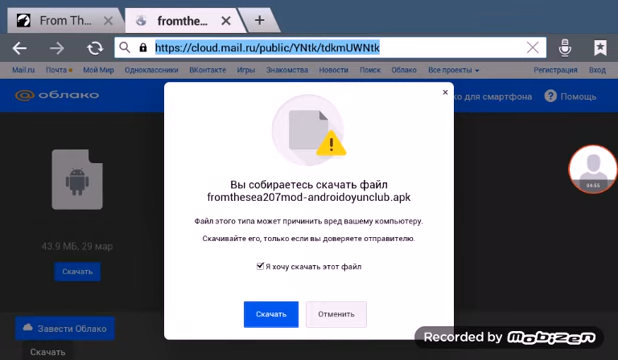 From Th...
fromthe...
https://cloud.mail.ru/public/YNtk/tdkmUWNtk
Mail.ru Почта Мой Мир Одноклассники ВКонтакте Игры Знакомства Новости Поиск Облако Все проекты Регистрация Вход
облако
ко для смартфона
Помощь
Вы собираетесь скачать файл
fromthesea207mod-androidoyunclub.apk
Файл этого типа может причинить вред вашему компьютеру.
Скачивайте его, только если вы доверяете отправителю.
Я хочу скачать этот файл
Скачать Отменить
43.9 МБ, 29 мар
Скачать
Завести Облако
Скачать
Recorded by MOBIZEN